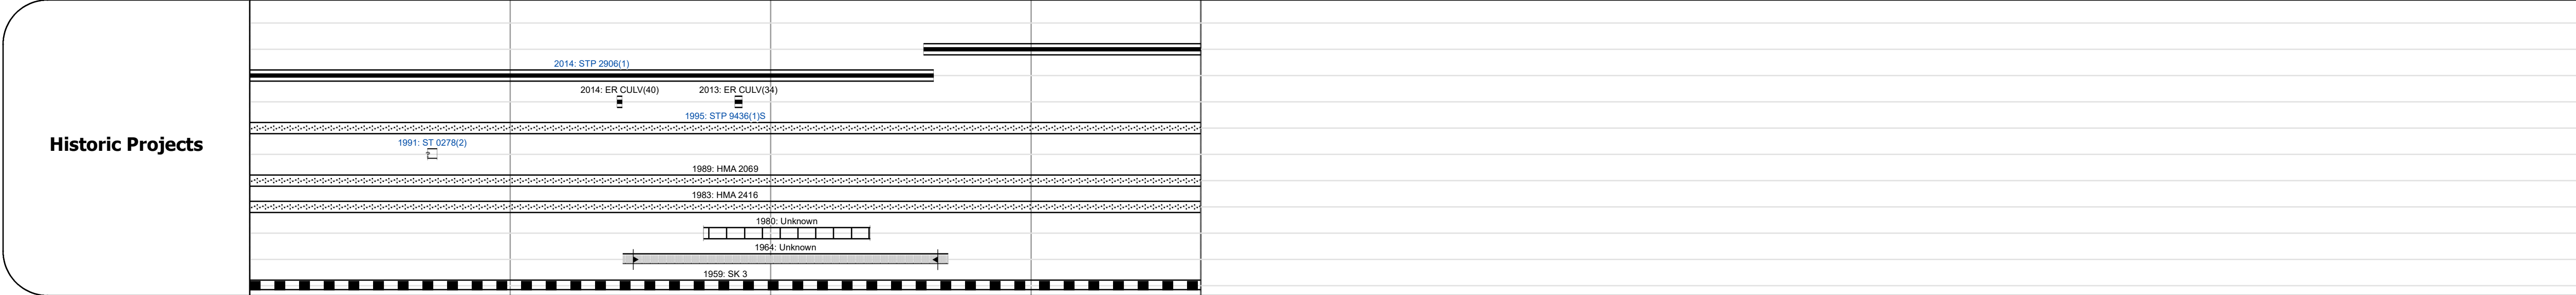 Historic Projects
2014: STP 2906(1)
2014: ER CULV(40)
2013: ER CULV(34)
1995: STP 9436(1)S
1991: ST 0278(2)
1989: HMA 2069
1983: HMA 2416
1980: Unknown
1964: Unknown
1959: SK 3